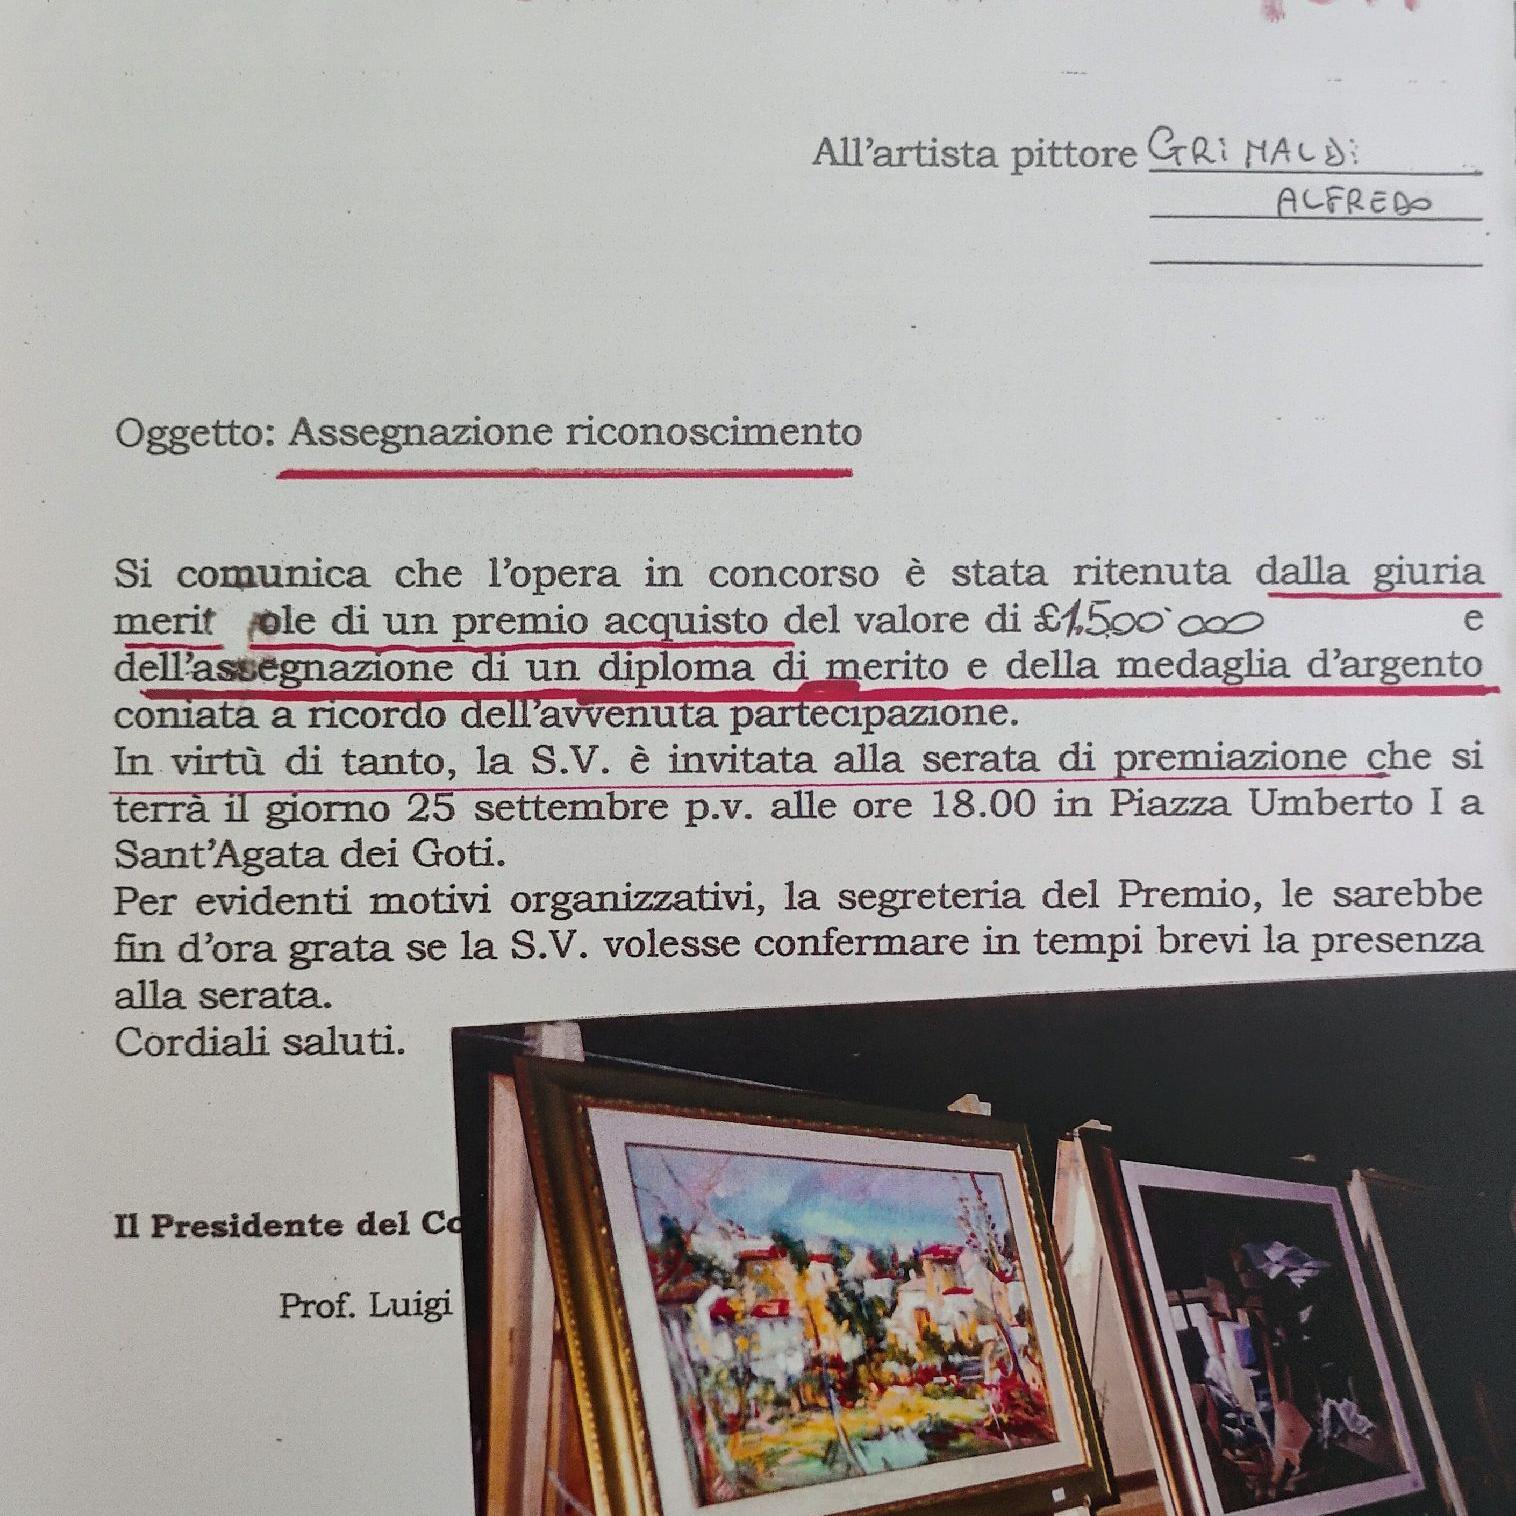 All'artista pittore GRIMALDI
ALFREDO
Oggetto: Assegnazione riconoscimento
Si comunica che l'opera in concorso è stata ritenuta dalla giuria
merit ole di un premio acquisto del valore di £1.500.000 e
dell'assegnazione di un diploma di merito e della medaglia d'argento
coniata a ricordo dell'avvenuta partecipazione.
In virtù di tanto, la S.V. è invitata alla serata di premiazione che si
terrà il giorno 25 settembre p.v. alle ore 18.00 in Piazza Umberto I a
Sant'Agata dei Goti.
Per evidenti motivi organizzativi, la segreteria del Premio, le sarebbe
fin d'ora grata se la S.V. volesse confermare in tempi brevi la presenza
alla serata.
Cordiali saluti.
Il Presidente del Co
Prof. Luigi